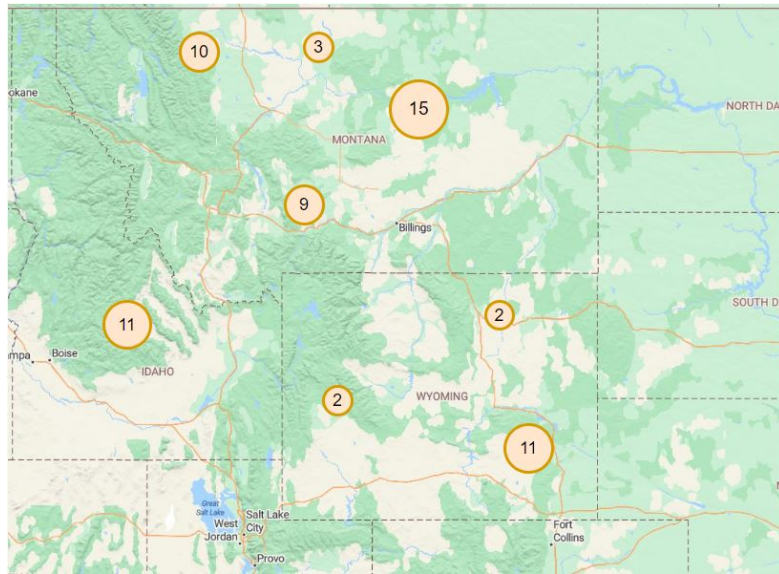 10
3
15
okane
NORTH DA
MONTANA
9
Billings
SOUTH D
2
11
ampa
Boise
IDAHO
2
WYOMING
11
Great
Salt Lake
Salt Lake
City
West
Jordan
Provo
Fort
Collins
N